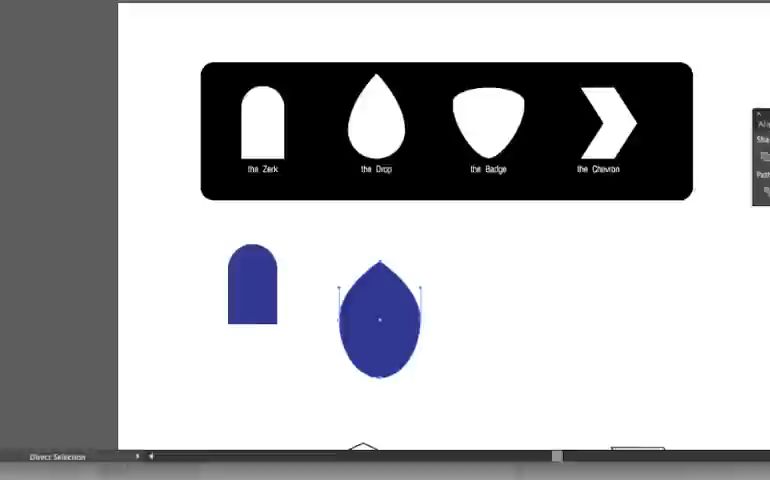 the Zerk
the Drop
the Badge
the Chevron
Direct Selection